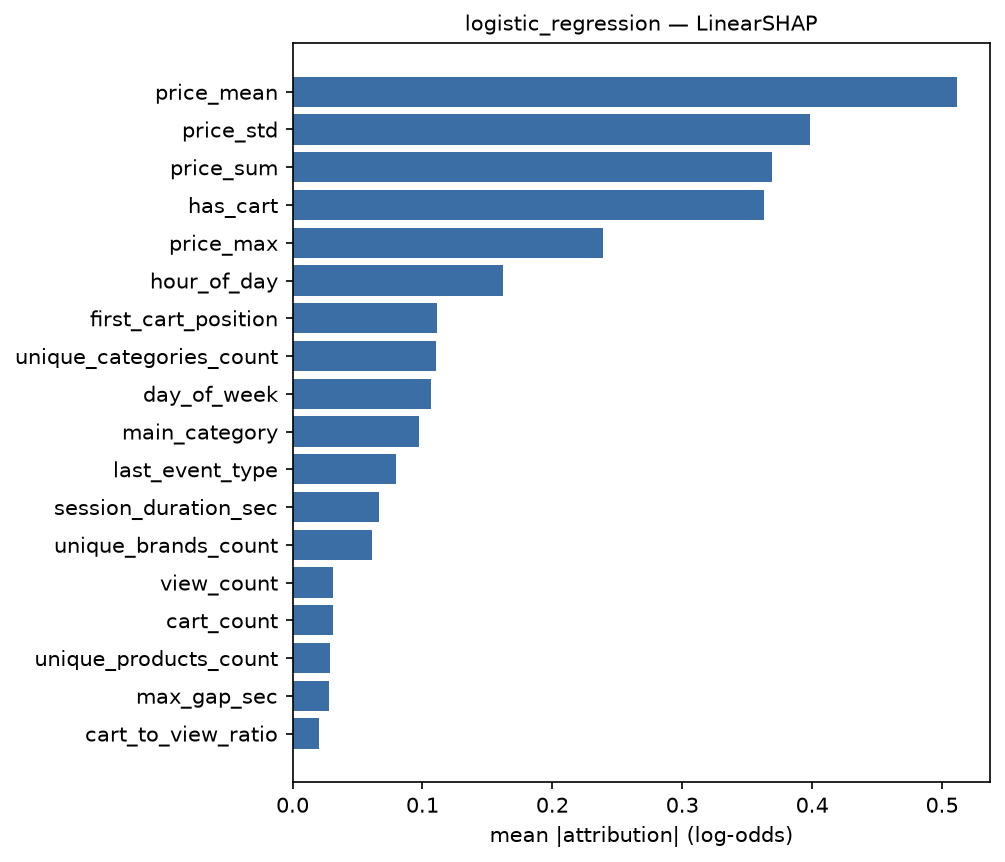 logistic_regression — LinearSHAP
price_mean
price_std
price_sum
has_cart
price_max
hour_of_day
first_cart_position
unique_categories_count
day_of_week
main_category
last_event_type
session_duration_sec
unique_brands_count
view_count
cart_count
unique_products_count
max_gap_sec
cart_to_view_ratio
0.0 0.1 0.2 0.3 0.4 0.5
mean |attribution| (log-odds)